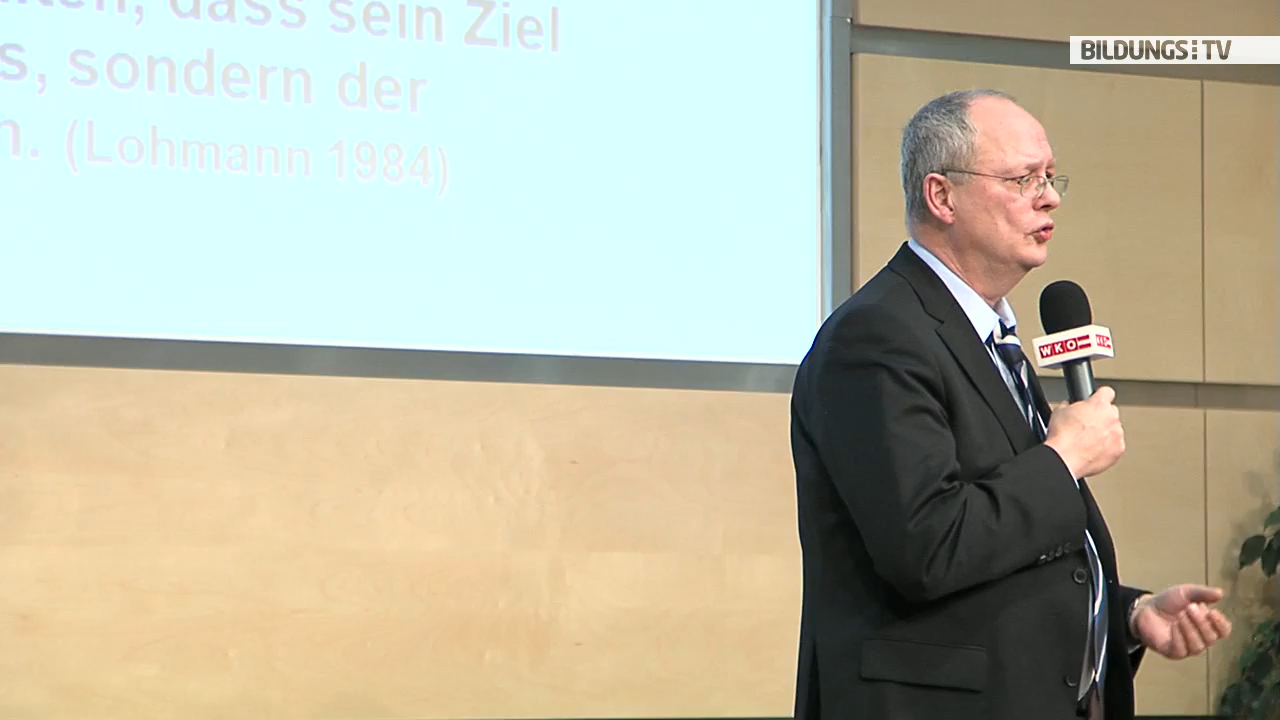 dass sein Ziel
s, sondern der
n. (Lohmann 1984)
BILDUNGS TV
WKO